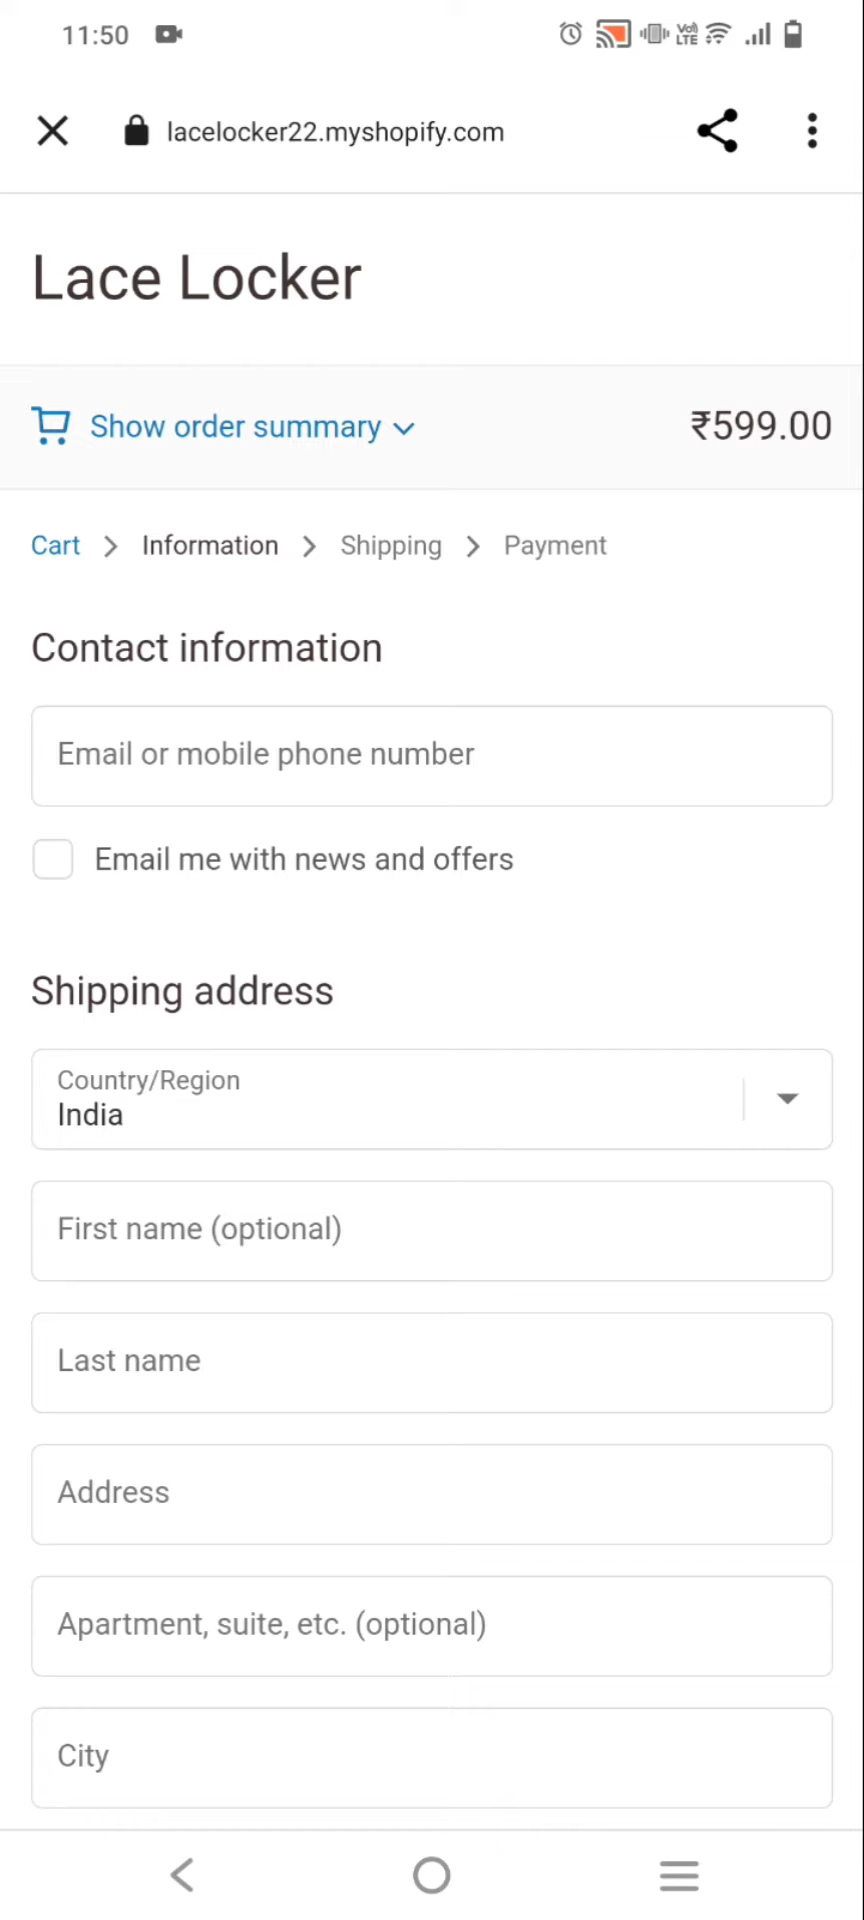 11:50
Vo) LTE
lacelocker22.myshopify.com
Lace Locker
Show order summary ₹599.00
Cart > Information > Shipping > Payment
Contact information
Email or mobile phone number
Email me with news and offers
Shipping address
Country/Region
India
First name (optional)
Last name
Address
Apartment, suite, etc. (optional)
City